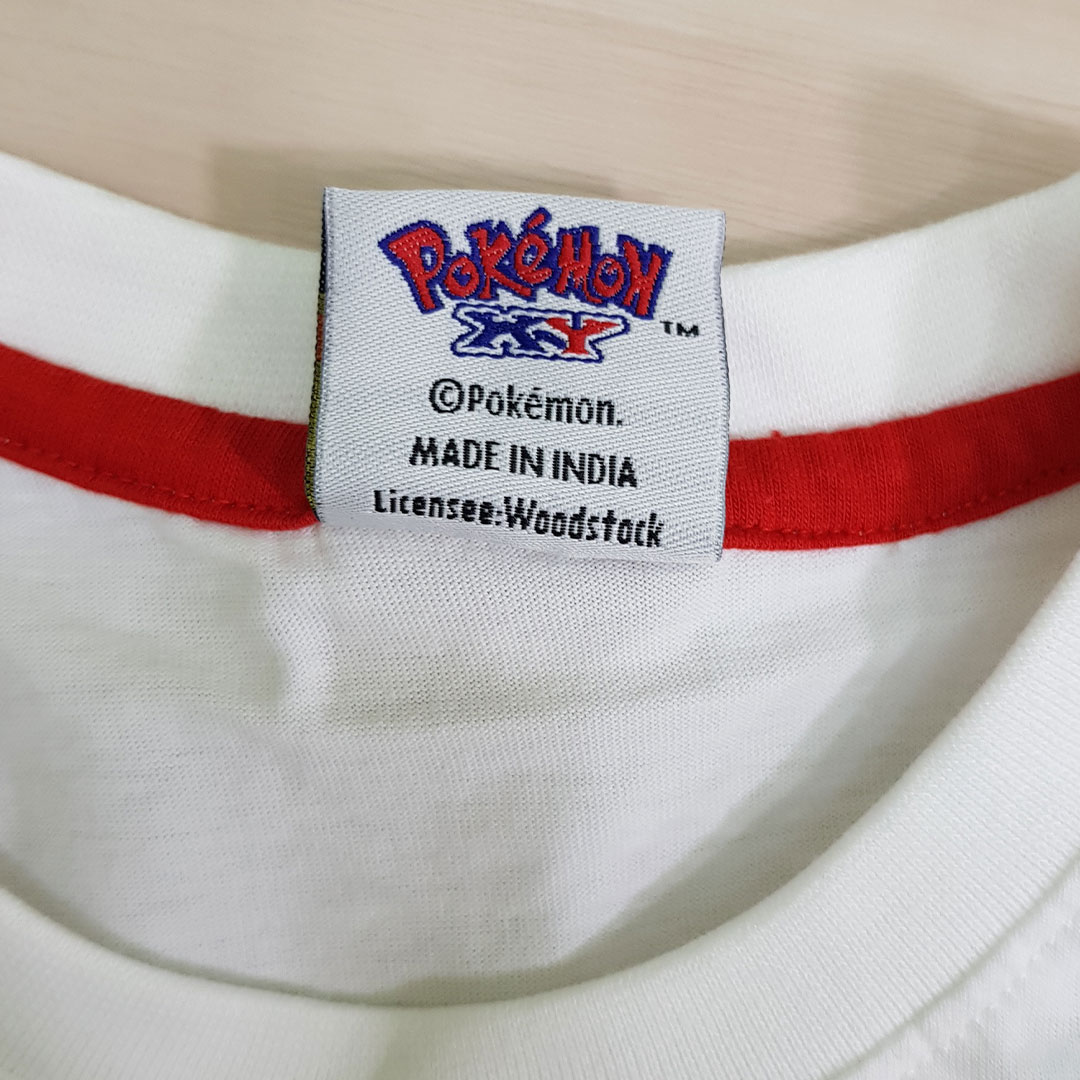 Pokémon
XY ™
©Pokémon.
MADE IN INDIA
Licensee:Woodstock